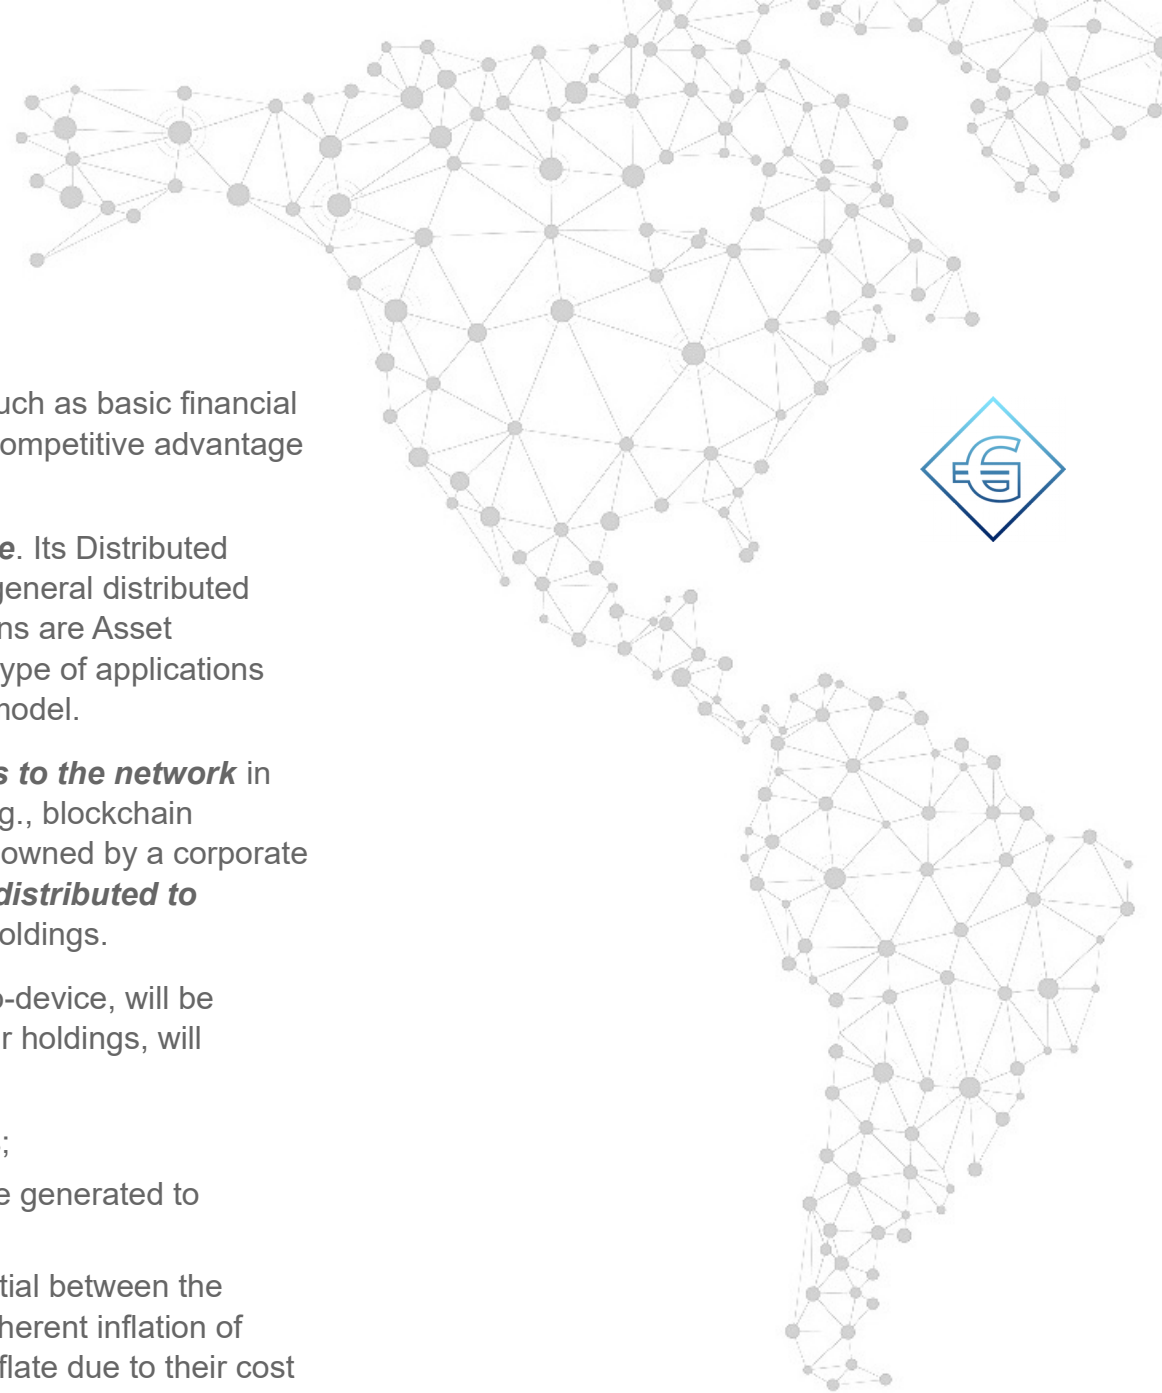 uch as basic financial
ompetitive advantage
e. Its Distributed
general distributed
ns are Asset
ype of applications
model.
s to the network in
g., blockchain
owned by a corporate
distributed to
oldings.
o-device, will be
r holdings, will
;
e generated to
tial between the
herent inflation of
flate due to their cost